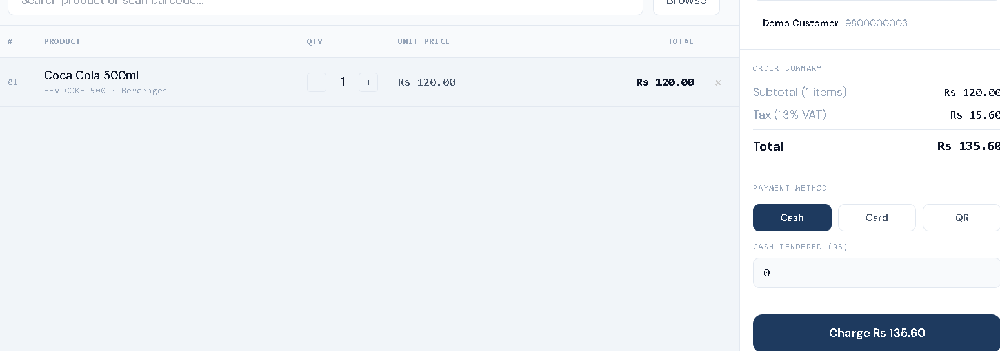 Search product or scan barcode...
Browse
# PRODUCT QTY UNIT PRICE TOTAL
01 Coca Cola 500ml − 1 + Rs 120.00 Rs 120.00 ×
BEV-COKE-500 · Beverages
Demo Customer 9800000003
ORDER SUMMARY
Subtotal (1 items) Rs 120.00
Tax (13% VAT) Rs 15.60
Total Rs 135.60
PAYMENT METHOD
Cash Card QR
CASH TENDERED (RS)
0
Charge Rs 135.60